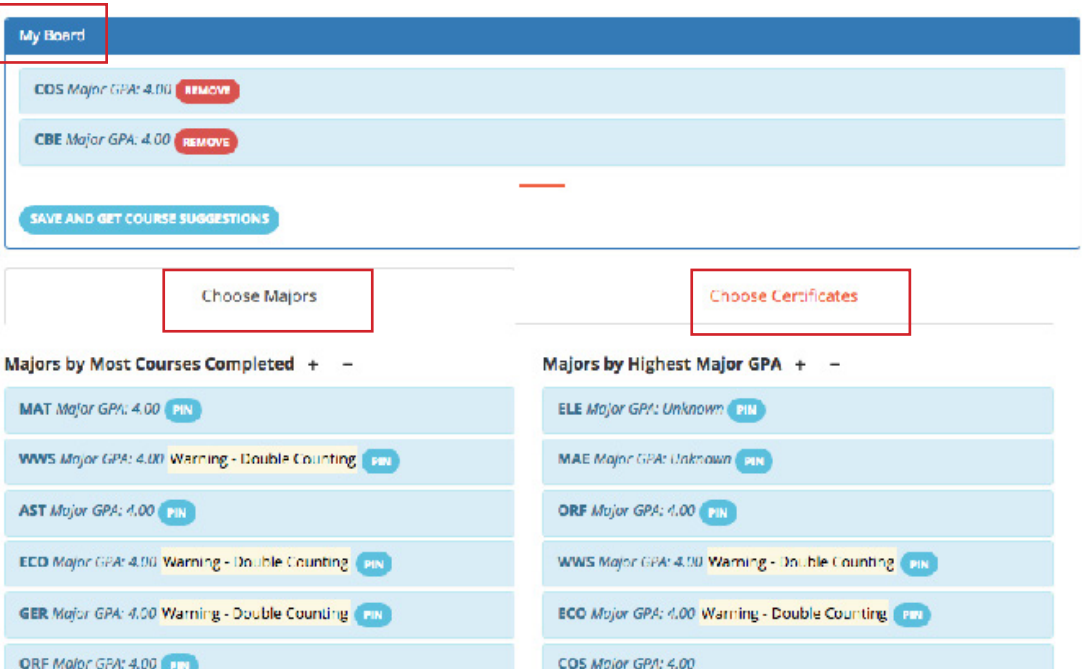 My Board
COS Major GPA: 4.00 REMOVE
CBE Major GPA: 4.00 REMOVE
SAVE AND GET COURSE SUGGESTIONS
Choose Majors
Choose Certificates
Majors by Most Courses Completed + −
MAT Major GPA: 4.00 PIN
WWS Major GPA: 4.00 Warning - Double Counting PIN
AST Major GPA: 4.00 PIN
ECO Major GPA: 4.00 Warning - Double Counting PIN
GER Major GPA: 4.00 Warning - Double Counting PIN
ORF Major GPA: 4.00 PIN
Majors by Highest Major GPA + −
ELE Major GPA: Unknown PIN
MAE Major GPA: Unknown PIN
ORF Major GPA: 4.00 PIN
WWS Major GPA: 4.00 Warning - Double Counting PIN
ECO Major GPA: 4.00 Warning - Double Counting PIN
COS Major GPA: 4.00